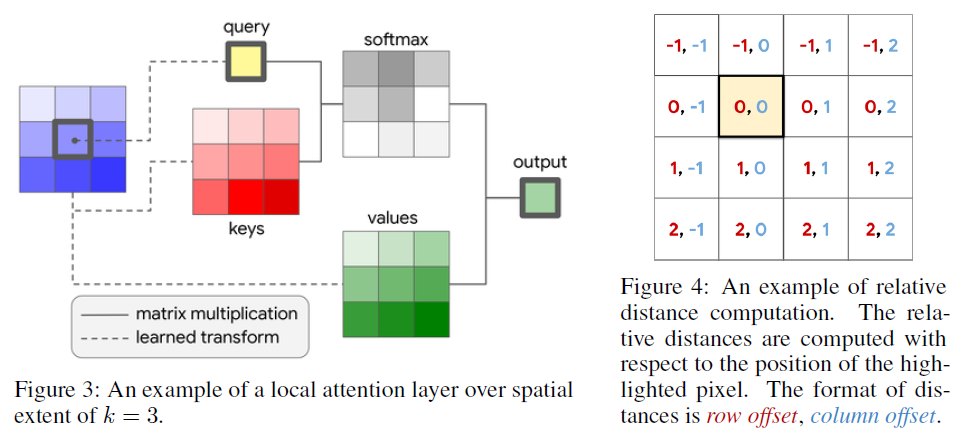 query
softmax
keys
values
output
matrix multiplication
learned transform
Figure 3: An example of a local attention layer over spatial
extent of k = 3.
-1, -1 -1, 0 -1, 1 -1, 2
0, -1 0, 0 0, 1 0, 2
1, -1 1, 0 1, 1 1, 2
2, -1 2, 0 2, 1 2, 2
Figure 4: An example of relative
distance computation. The rela-
tive distances are computed with
respect to the position of the high-
lighted pixel. The format of dis-
tances is row offset, column offset.